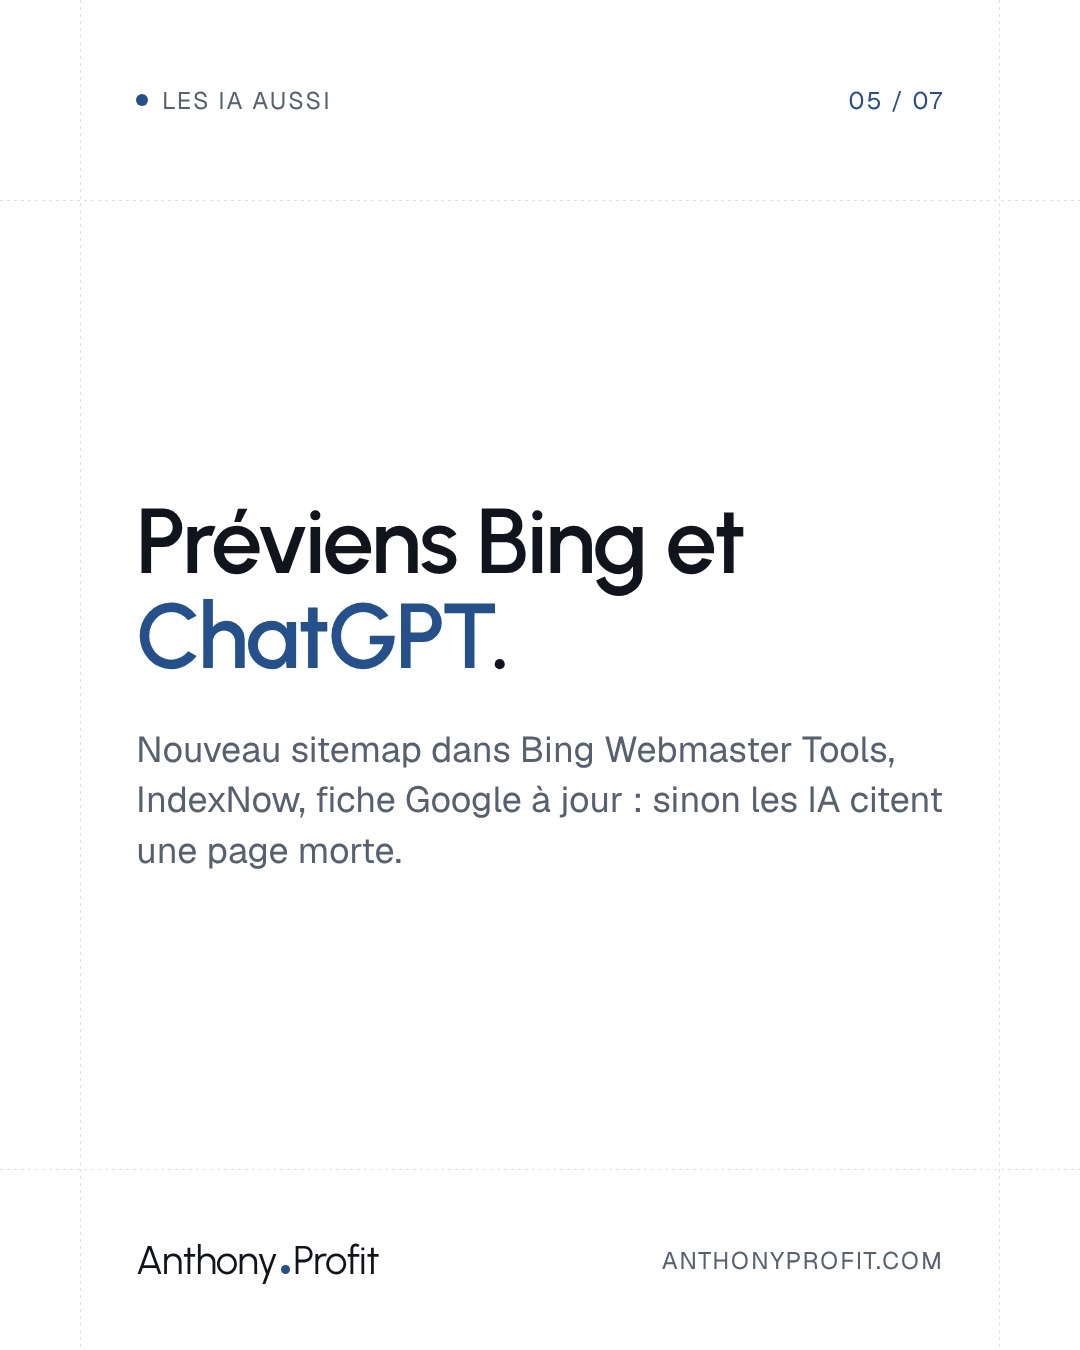 LES IA AUSSI
05 / 07
Préviens Bing et
ChatGPT.
Nouveau sitemap dans Bing Webmaster Tools,
IndexNow, fiche Google à jour : sinon les IA citent
une page morte.
Anthony.Profit
ANTHONYPROFIT.COM